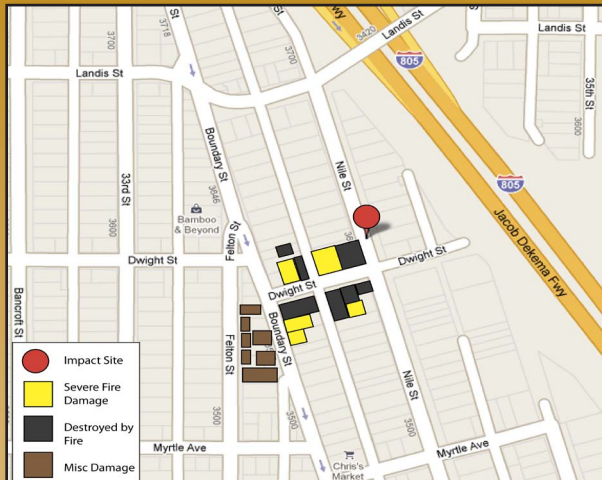 St
St
wy
3420
Landis St
Landis St
S
3718
3700
3700
Landis St
805
35th St
3600
Boundary St
33rd St
Nile St
3646
805
Bamboo
& Beyond
3600
Felton St
Jacob Dekema Fwy
Dwight St
Dwight St
Dwight St
Bancroft St
Boundary St
Felton St
Nile St
Impact Site
Severe Fire
Damage
Destroyed by
Fire
Misc Damage
3500
3500
3500
Myrtle Ave
Myrtle Ave
Chris's
Market